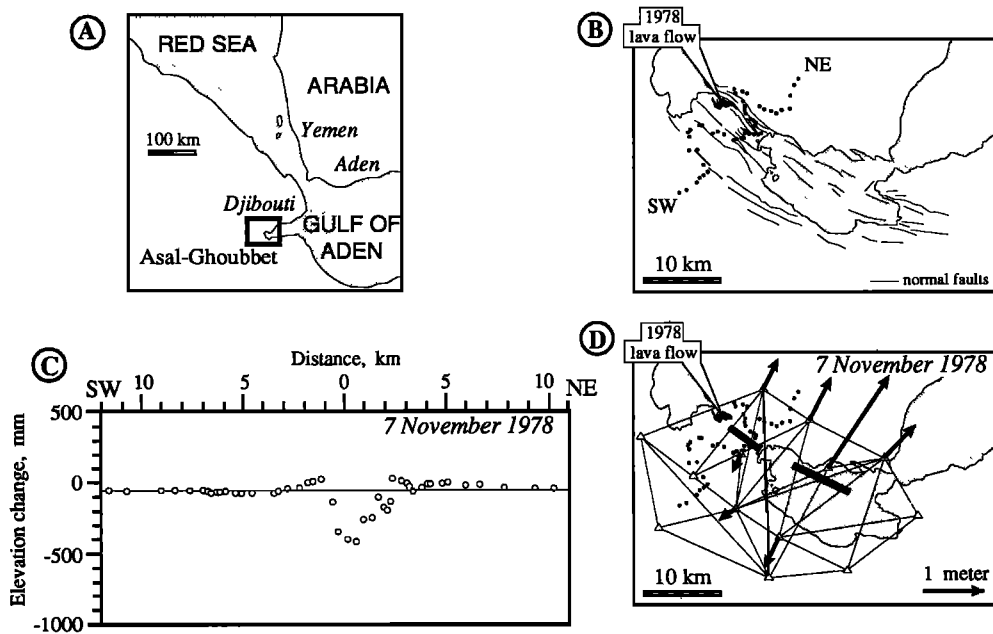 A
RED SEA
ARABIA
100 km
Yemen
Aden
Djibouti
GULF OF
ADEN
Asal-Ghoubbet
B
1978
lava flow
NE
SW
10 km
normal faults
C
Distance, km
SW 10 5 0 5 10 NE
7 November 1978
Elevation change, mm
500
0
-500
-1000
D
1978
lava flow
7 November 1978
10 km
1 meter